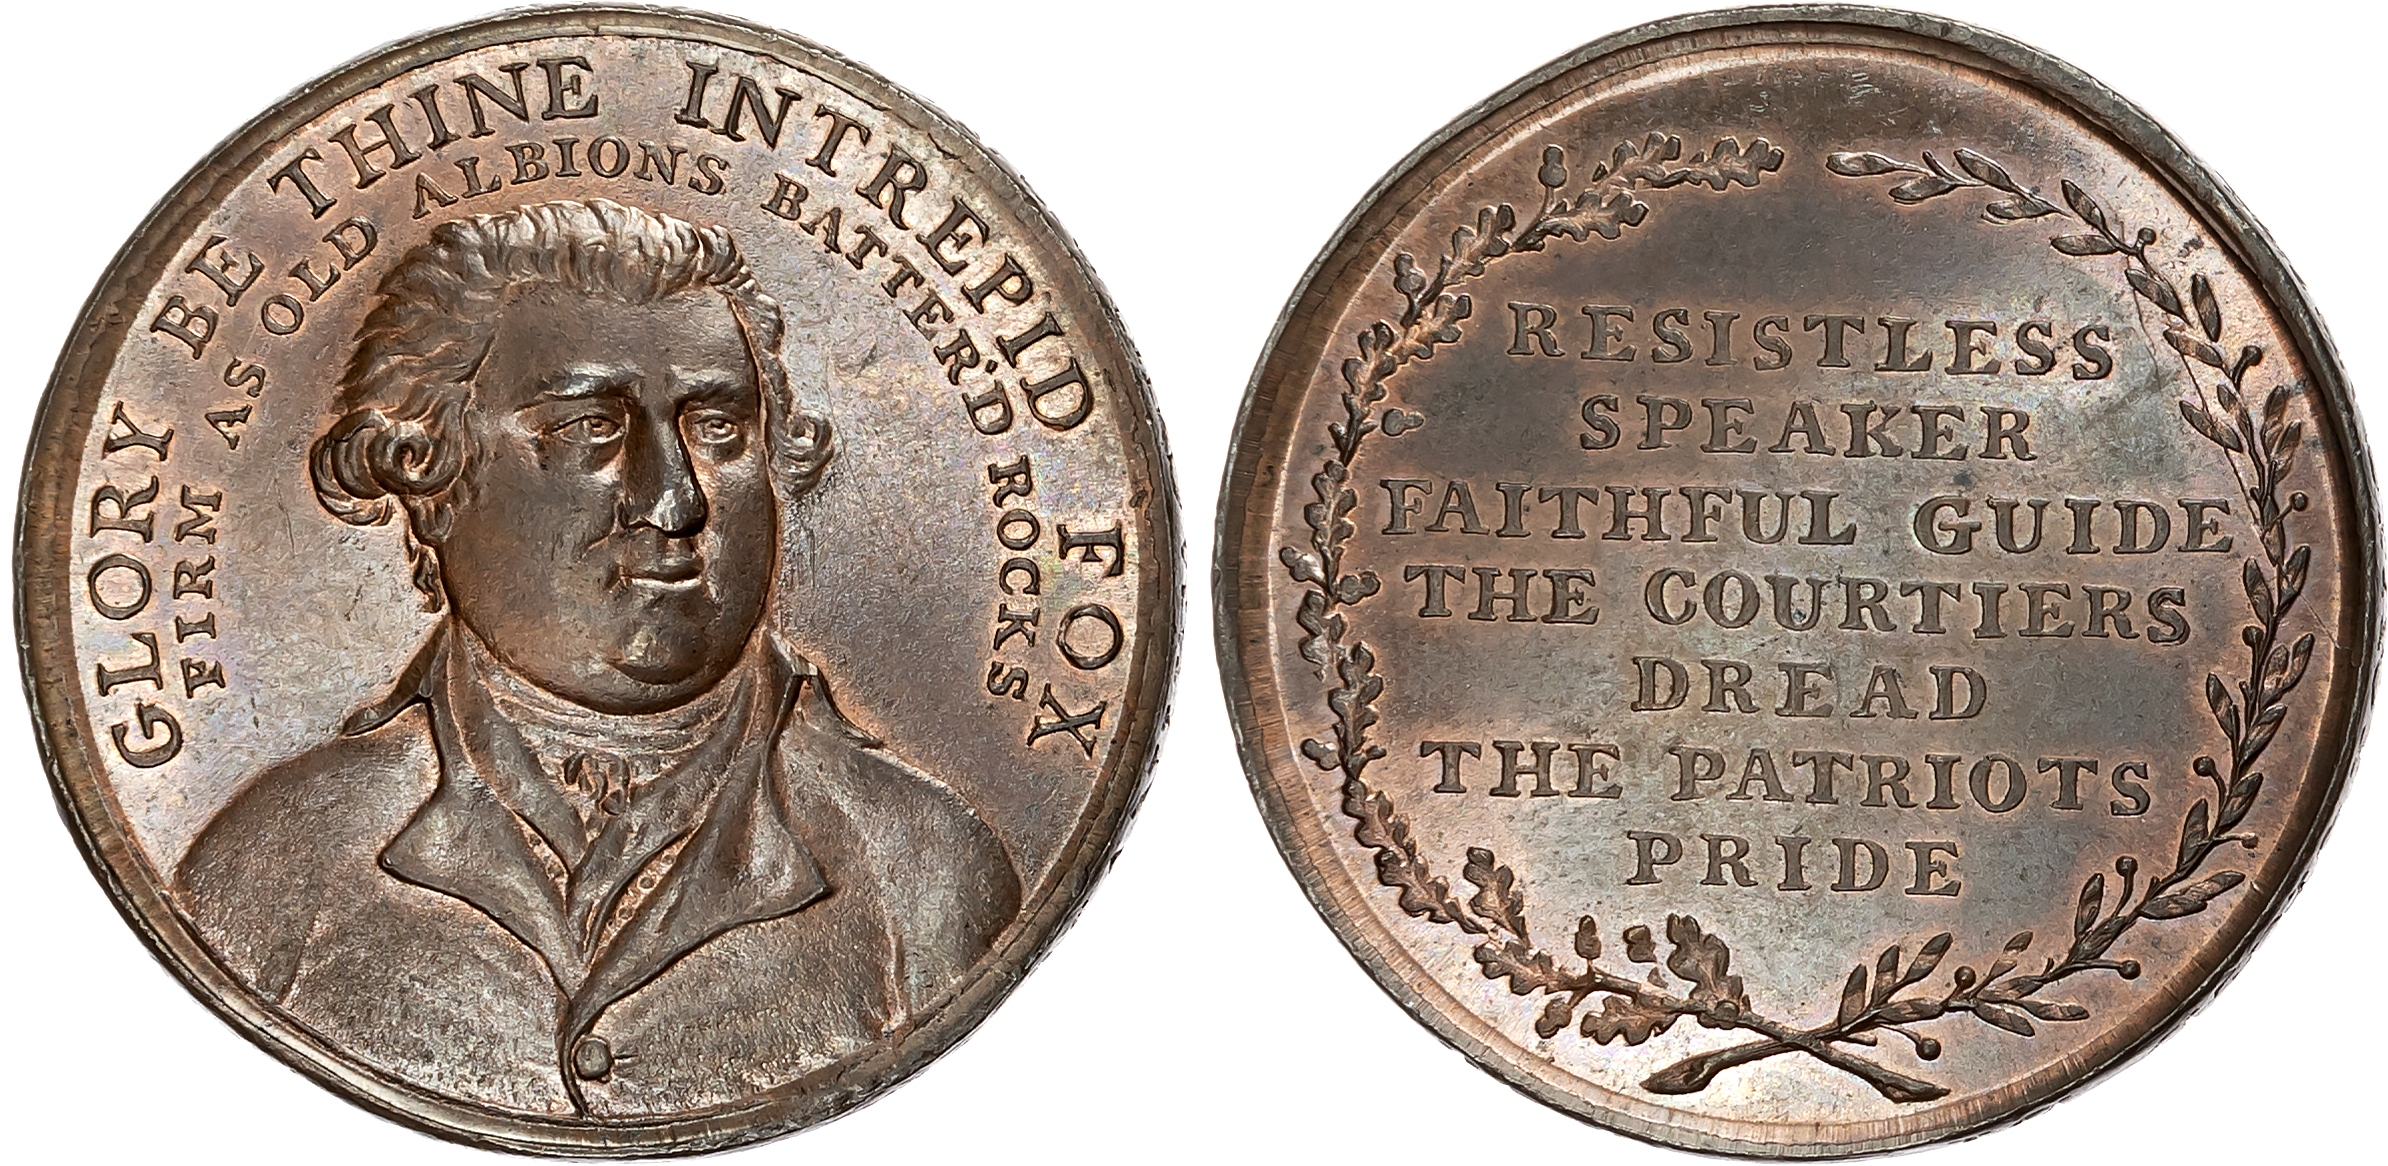 GLORY BE THINE INTREPID FOX
FIRM AS OLD ALBIONS BATTER'D ROCKS
RESISTLESS
SPEAKER
FAITHFUL GUIDE
THE COURTIERS
DREAD
THE PATRIOTS
PRIDE